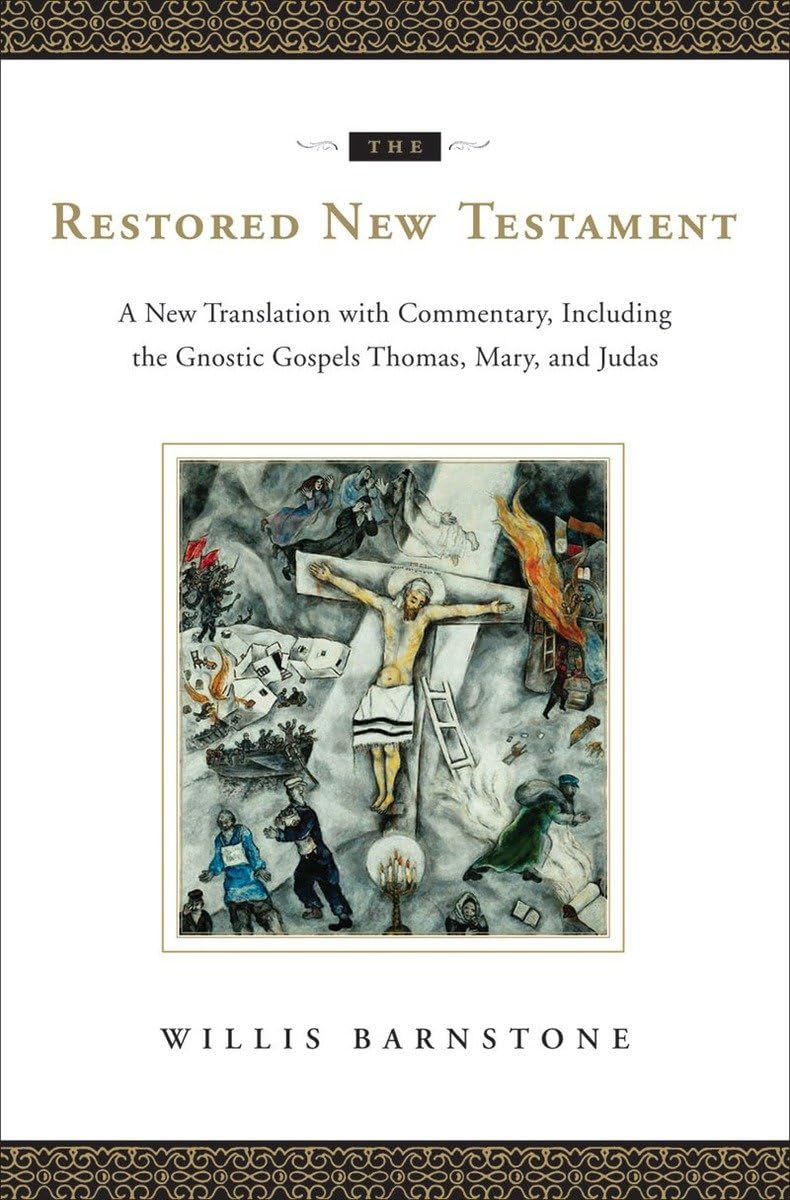 THE
RESTORED NEW TESTAMENT
A New Translation with Commentary, Including
the Gnostic Gospels Thomas, Mary, and Judas
WILLIS BARNSTONE